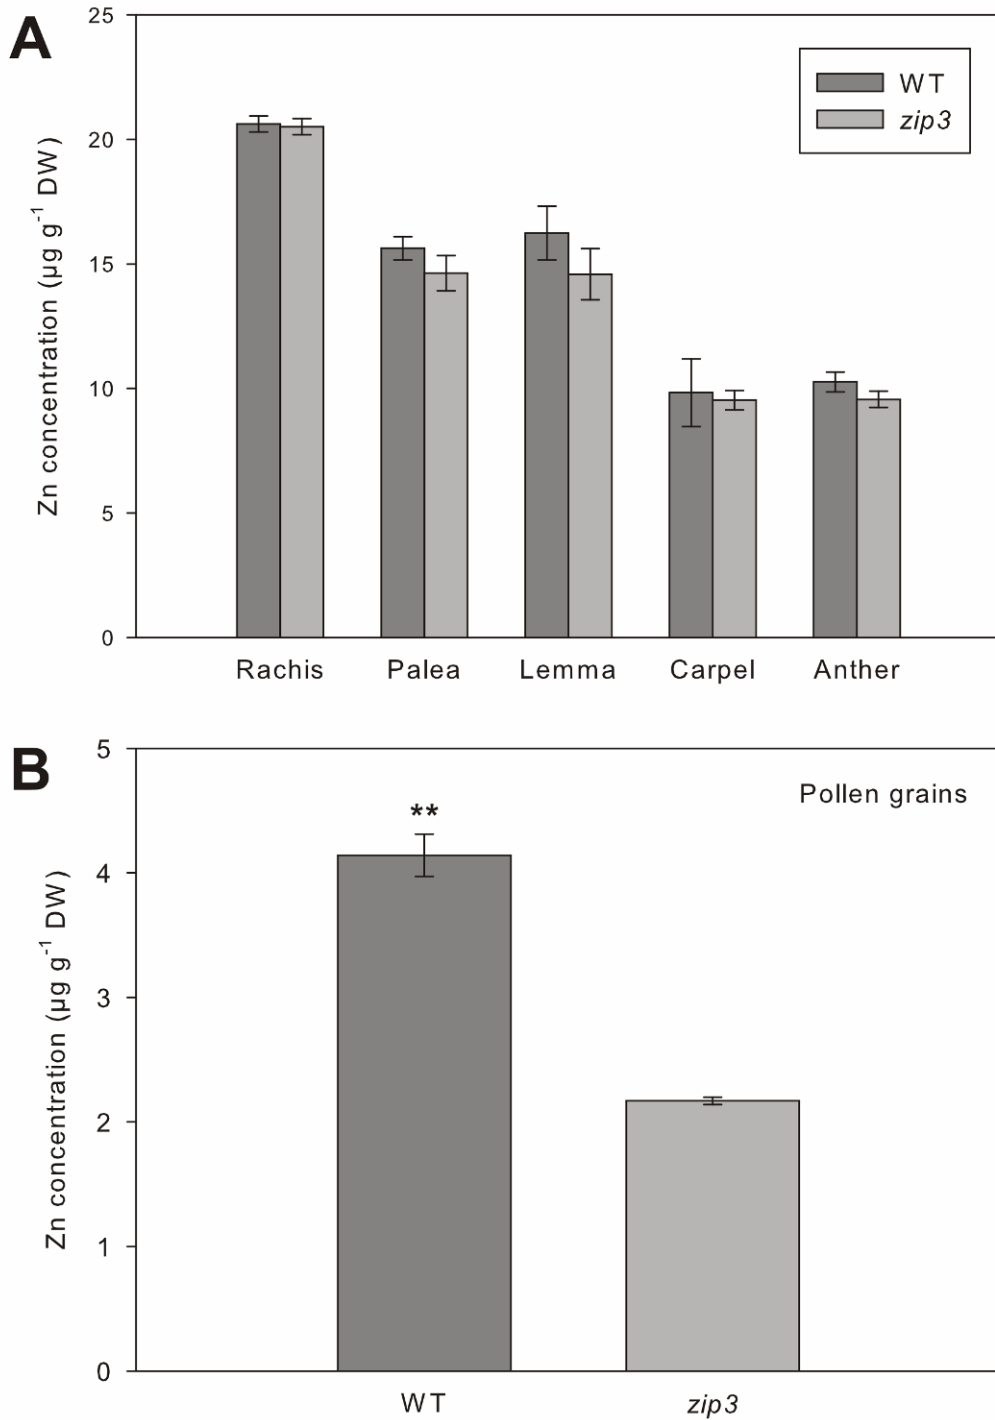 A
25
20
15
10
5
0
Zn concentration (µg g⁻¹ DW)
WT
zip3
Rachis Palea Lemma Carpel Anther
B
5
4
3
2
1
0
Zn concentration (µg g⁻¹ DW)
Pollen grains
**
WT zip3